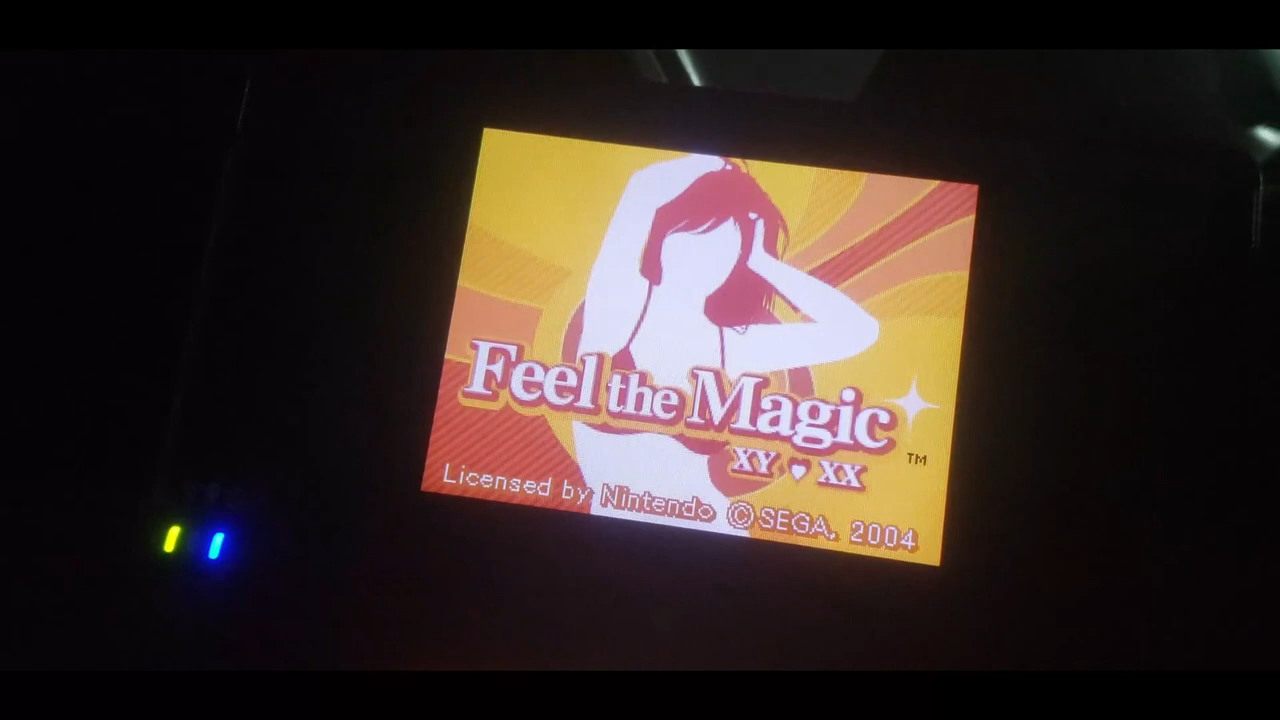 Feel the Magic
XY ♥ XX ™
Licensed by Nintendo ©SEGA, 2004